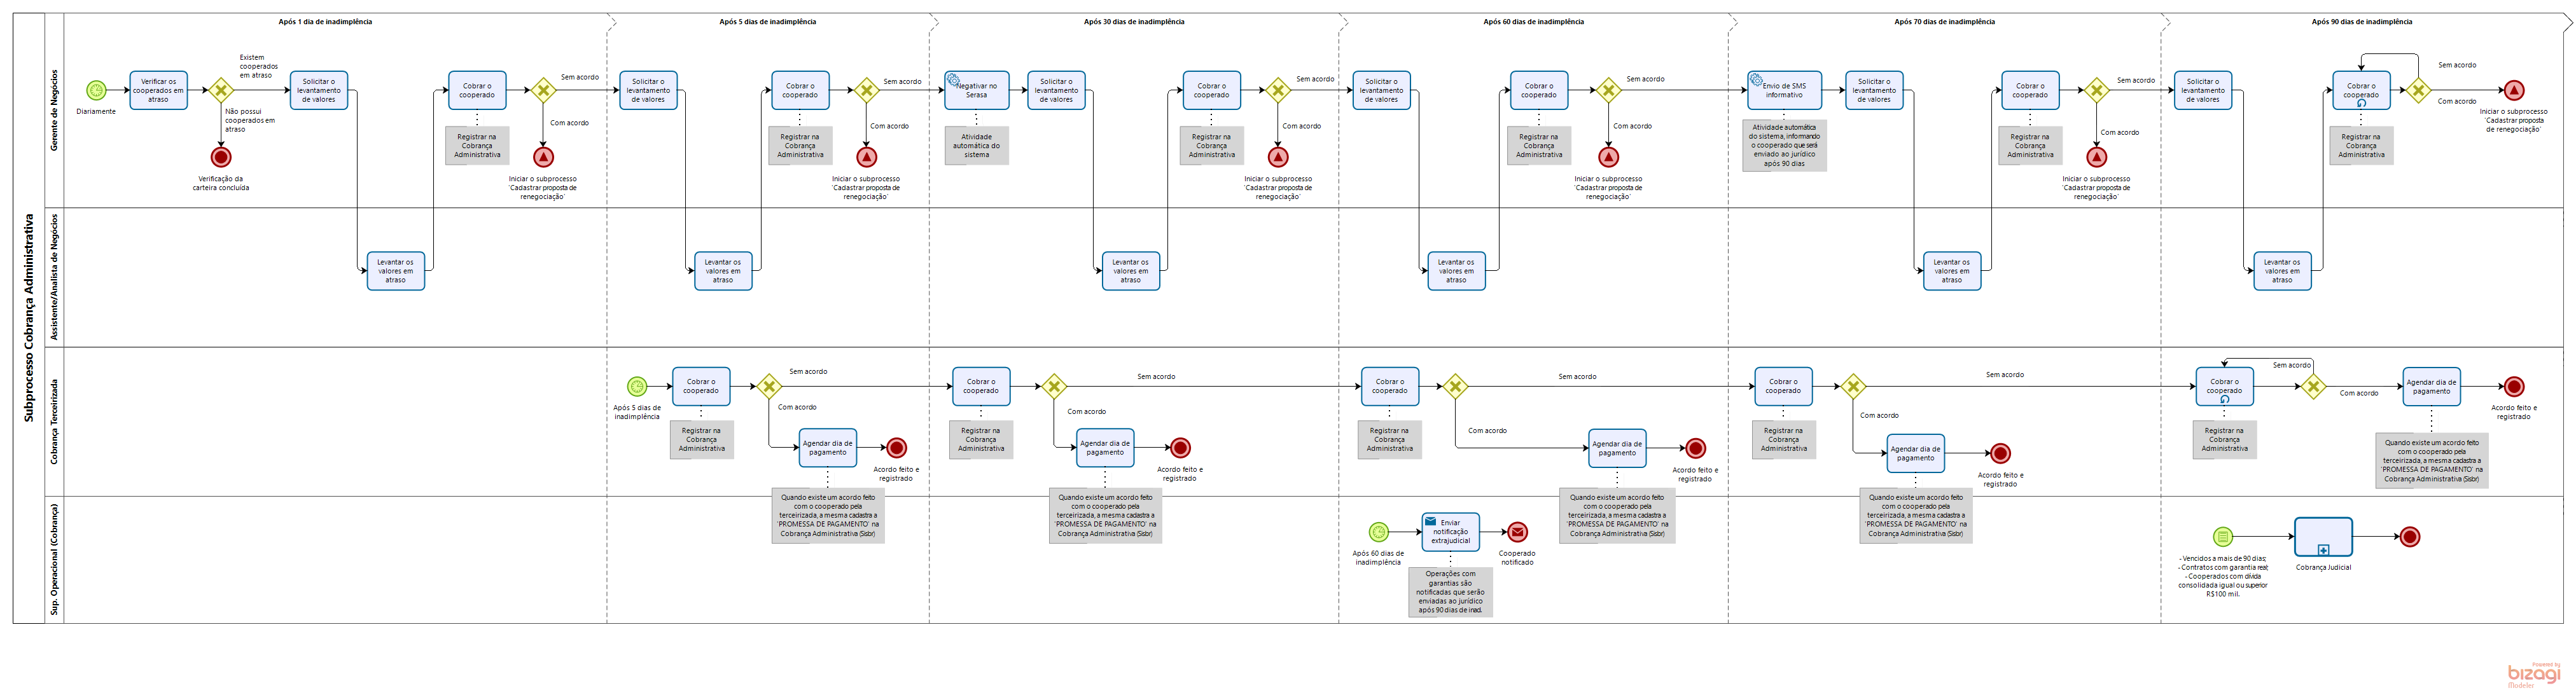 Subprocesso Cobrança Administrativa
Após 1 dia de inadimplência
Após 5 dias de inadimplência
Após 30 dias de inadimplência
Após 60 dias de inadimplência
Após 70 dias de inadimplência
Após 90 dias de inadimplência
Gerente de Negócios
Diariamente
Verificar os
cooperados em
atraso
Existem
cooperados
em atraso
Não possui
cooperados em
atraso
Verificação da
carteira concluída
Solicitar o
levantamento
de valores
Cobrar o
cooperado
Registrar na
Cobrança
Administrativa
Sem acordo
Com acordo
Iniciar o subprocesso
'Cadastrar proposta de
renegociação'
Solicitar o
levantamento
de valores
Cobrar o
cooperado
Registrar na
Cobrança
Administrativa
Sem acordo
Com acordo
Iniciar o subprocesso
'Cadastrar proposta de
renegociação'
Negativar no
Serasa
Atividade
automática do
sistema
Solicitar o
levantamento
de valores
Cobrar o
cooperado
Registrar na
Cobrança
Administrativa
Sem acordo
Com acordo
Iniciar o subprocesso
'Cadastrar proposta de
renegociação'
Solicitar o
levantamento
de valores
Cobrar o
cooperado
Registrar na
Cobrança
Administrativa
Sem acordo
Com acordo
Iniciar o subprocesso
'Cadastrar proposta de
renegociação'
Envio de SMS
informativo
Atividade automática
do sistema, informando
o cooperado que será
enviado ao jurídico
após 90 dias
Solicitar o
levantamento
de valores
Cobrar o
cooperado
Registrar na
Cobrança
Administrativa
Sem acordo
Com acordo
Iniciar o subprocesso
'Cadastrar proposta de
renegociação'
Solicitar o
levantamento
de valores
Cobrar o
cooperado
Registrar na
Cobrança
Administrativa
Sem acordo
Com acordo
Iniciar o subprocesso
'Cadastrar proposta
de renegociação'
Assistente/Analista de Negócios
Levantar os
valores em
atraso
Levantar os
valores em
atraso
Levantar os
valores em
atraso
Levantar os
valores em
atraso
Levantar os
valores em
atraso
Levantar os
valores em
atraso
Cobrança Terceirizada
Após 5 dias de
inadimplência
Cobrar o
cooperado
Registrar na
Cobrança
Administrativa
Sem acordo
Com acordo
Agendar dia de
pagamento
Acordo feito e
registrado
Quando existe um acordo feito
com o cooperado pela
terceirizada, a mesma cadastra a
'PROMESSA DE PAGAMENTO' na
Cobrança Administrativa (Sisbr)
Cobrar o
cooperado
Registrar na
Cobrança
Administrativa
Sem acordo
Com acordo
Agendar dia de
pagamento
Acordo feito e
registrado
Quando existe um acordo feito
com o cooperado pela
terceirizada, a mesma cadastra a
'PROMESSA DE PAGAMENTO' na
Cobrança Administrativa (Sisbr)
Cobrar o
cooperado
Registrar na
Cobrança
Administrativa
Sem acordo
Com acordo
Agendar dia de
pagamento
Acordo feito e
registrado
Quando existe um acordo feito
com o cooperado pela
terceirizada, a mesma cadastra a
'PROMESSA DE PAGAMENTO' na
Cobrança Administrativa (Sisbr)
Cobrar o
cooperado
Registrar na
Cobrança
Administrativa
Sem acordo
Com acordo
Agendar dia de
pagamento
Acordo feito e
registrado
Quando existe um acordo feito
com o cooperado pela
terceirizada, a mesma cadastra a
'PROMESSA DE PAGAMENTO' na
Cobrança Administrativa (Sisbr)
Cobrar o
cooperado
Registrar na
Cobrança
Administrativa
Sem acordo
Com acordo
Agendar dia de
pagamento
Acordo feito e
registrado
Quando existe um acordo feito
com o cooperado pela
terceirizada, a mesma cadastra a
'PROMESSA DE PAGAMENTO' na
Cobrança Administrativa (Sisbr)
Sup. Operacional (Cobrança)
Após 60 dias de
inadimplência
Enviar
notificação
extrajudicial
Cooperado
notificado
Operações com
garantias são
notificadas que serão
enviadas ao jurídico
após 90 dias de inad.
- Vencidos a mais de 90 dias;
- Contratos com garantia real;
- Cooperados com dívida
consolidada igual ou superior
R$100 mil.
Cobrança Judicial
Powered by
bizagi
Modeler